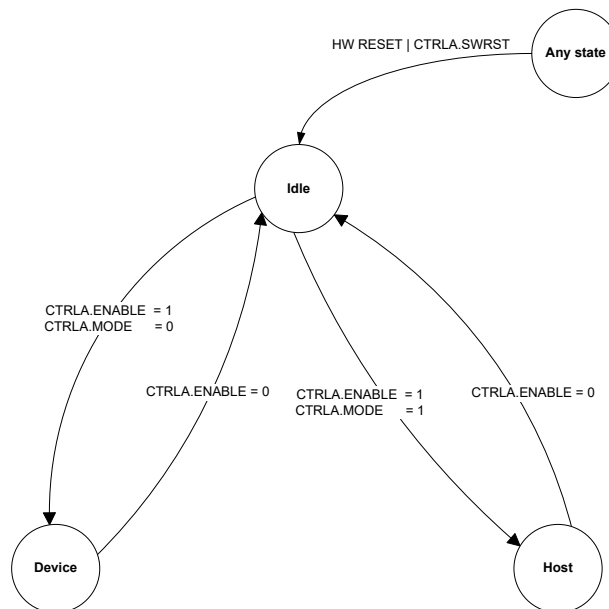 HW RESET | CTRLA.SWRST
Any state
Idle
CTRLA.ENABLE = 1
CTRLA.MODE = 0
CTRLA.ENABLE = 0
CTRLA.ENABLE = 1
CTRLA.MODE = 1
CTRLA.ENABLE = 0
Device
Host